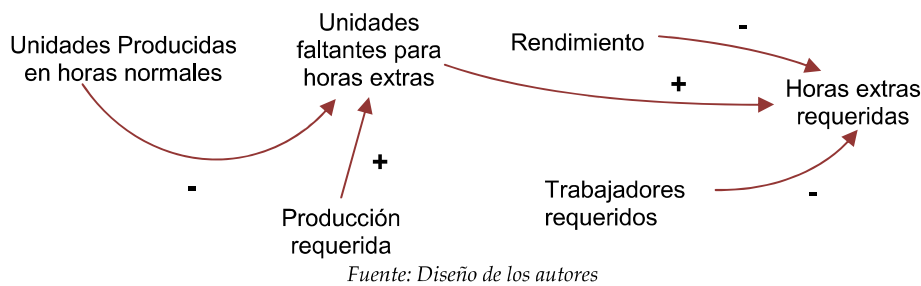 Unidades Producidas
en horas normales
Unidades
faltantes para
horas extras
Rendimiento
-
+
Horas extras
requeridas
-
+
Producción
requerida
Trabajadores
requeridos
-
Fuente: Diseño de los autores